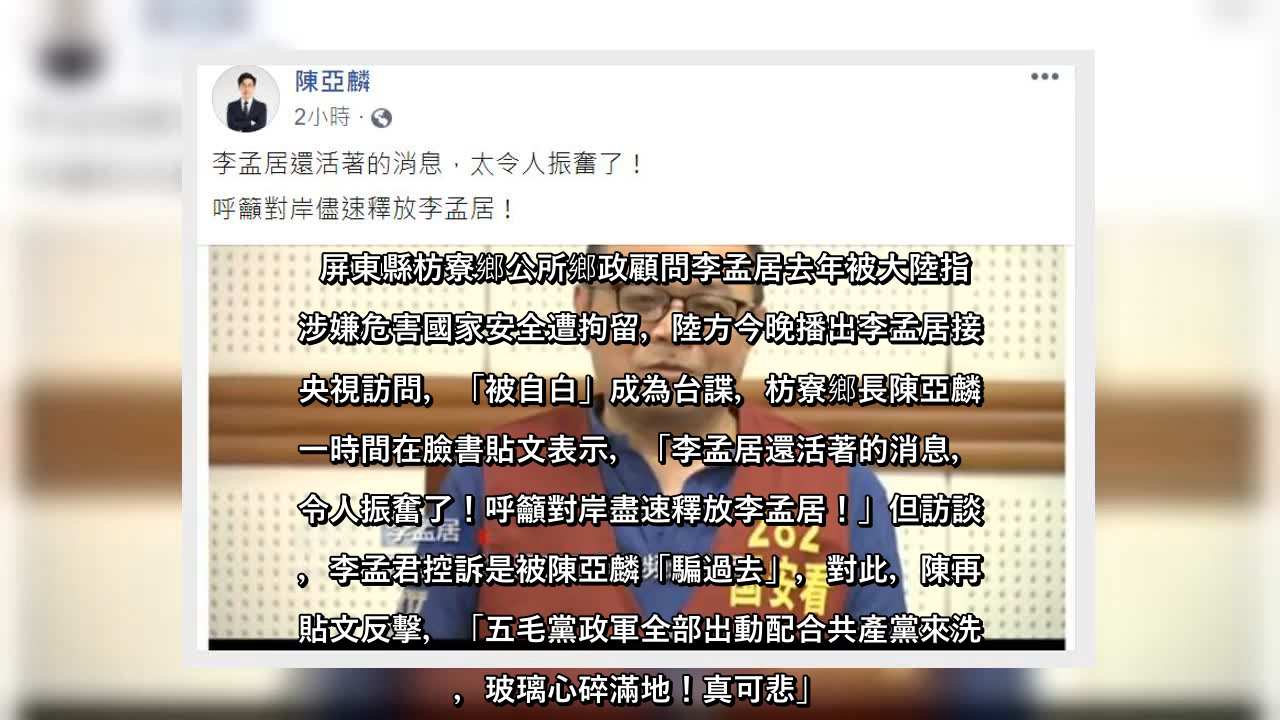 陳亞麟
2小時 ·
李孟居還活著的消息，太令人振奮了！
呼籲對岸儘速釋放李孟居！
屏東縣枋寮鄉公所鄉政顧問李孟居去年被大陸指
涉嫌危害國家安全遭拘留，陸方今晚播出李孟居接
央視訪問，「被自白」成為台諜，枋寮鄉長陳亞麟
一時間在臉書貼文表示，「李孟居還活著的消息，
令人振奮了！呼籲對岸盡速釋放李孟居！」但訪談
，李孟君控訴是被陳亞麟「騙過去」，對此，陳再
貼文反擊，「五毛黨政軍全部出動配合共產黨來洗
，玻璃心碎滿地！真可悲」
李孟居
282
看